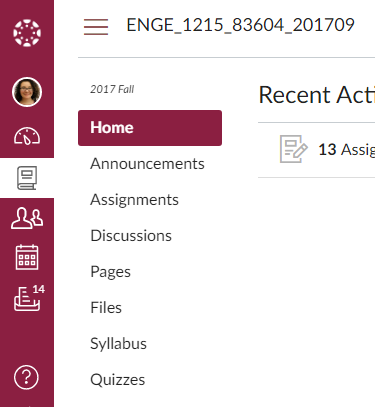 ENGE_1215_83604_201709
2017 Fall
Recent Acti
Home
13 Assig
Announcements
Assignments
Discussions
Pages
14
Files
Syllabus
Quizzes
?